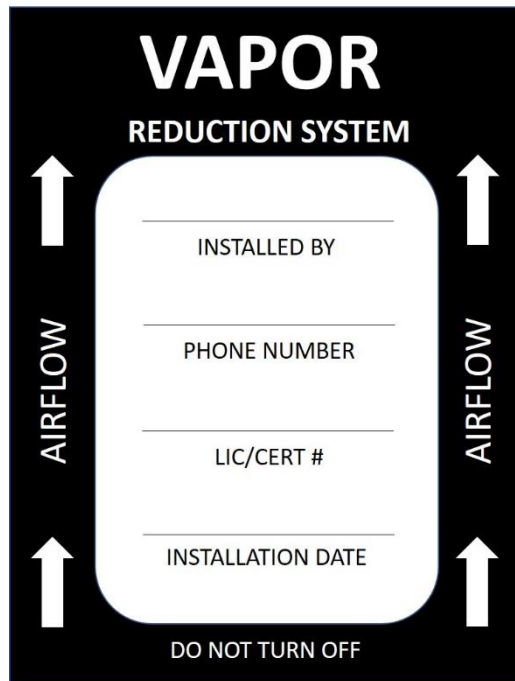 VAPOR
REDUCTION SYSTEM
INSTALLED BY
PHONE NUMBER
LIC/CERT #
INSTALLATION DATE
AIRFLOW
AIRFLOW
DO NOT TURN OFF